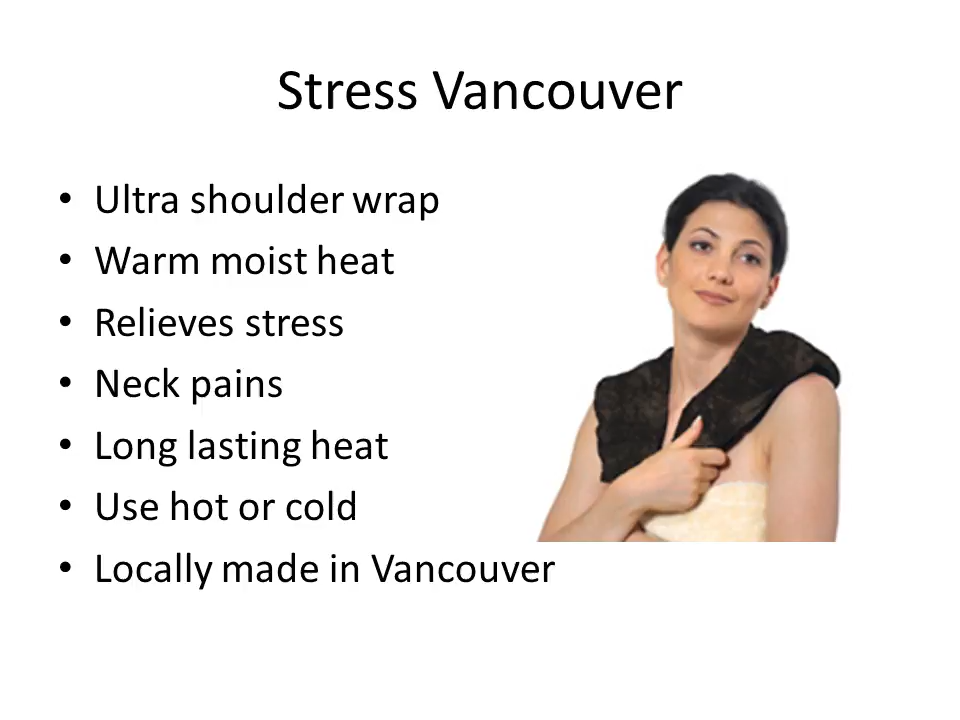 Stress Vancouver
• Ultra shoulder wrap
• Warm moist heat
• Relieves stress
• Neck pains
• Long lasting heat
• Use hot or cold
• Locally made in Vancouver